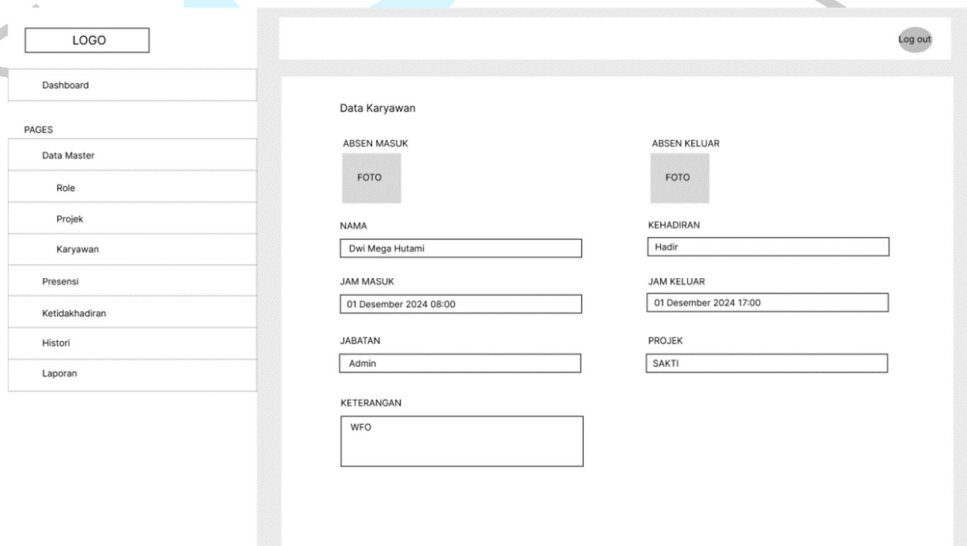 LOGO
Log out
Dashboard
PAGES
Data Master
Role
Projek
Karyawan
Presensi
Ketidakhadiran
Histori
Laporan
Data Karyawan
ABSEN MASUK
FOTO
ABSEN KELUAR
FOTO
NAMA
Dwi Mega Hutami
KEHADIRAN
Hadir
JAM MASUK
01 Desember 2024 08:00
JAM KELUAR
01 Desember 2024 17:00
JABATAN
Admin
PROJEK
SAKTI
KETERANGAN
WFO